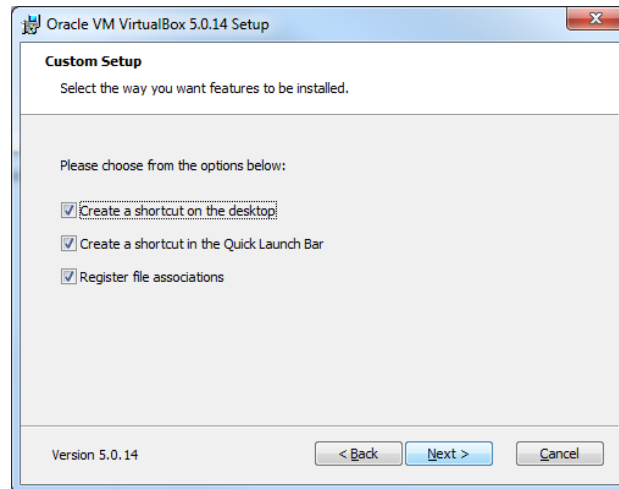 Oracle VM VirtualBox 5.0.14 Setup
Custom Setup
Select the way you want features to be installed.
Please choose from the options below:
Create a shortcut on the desktop
Create a shortcut in the Quick Launch Bar
Register file associations
Version 5.0.14
< Back
Next >
Cancel